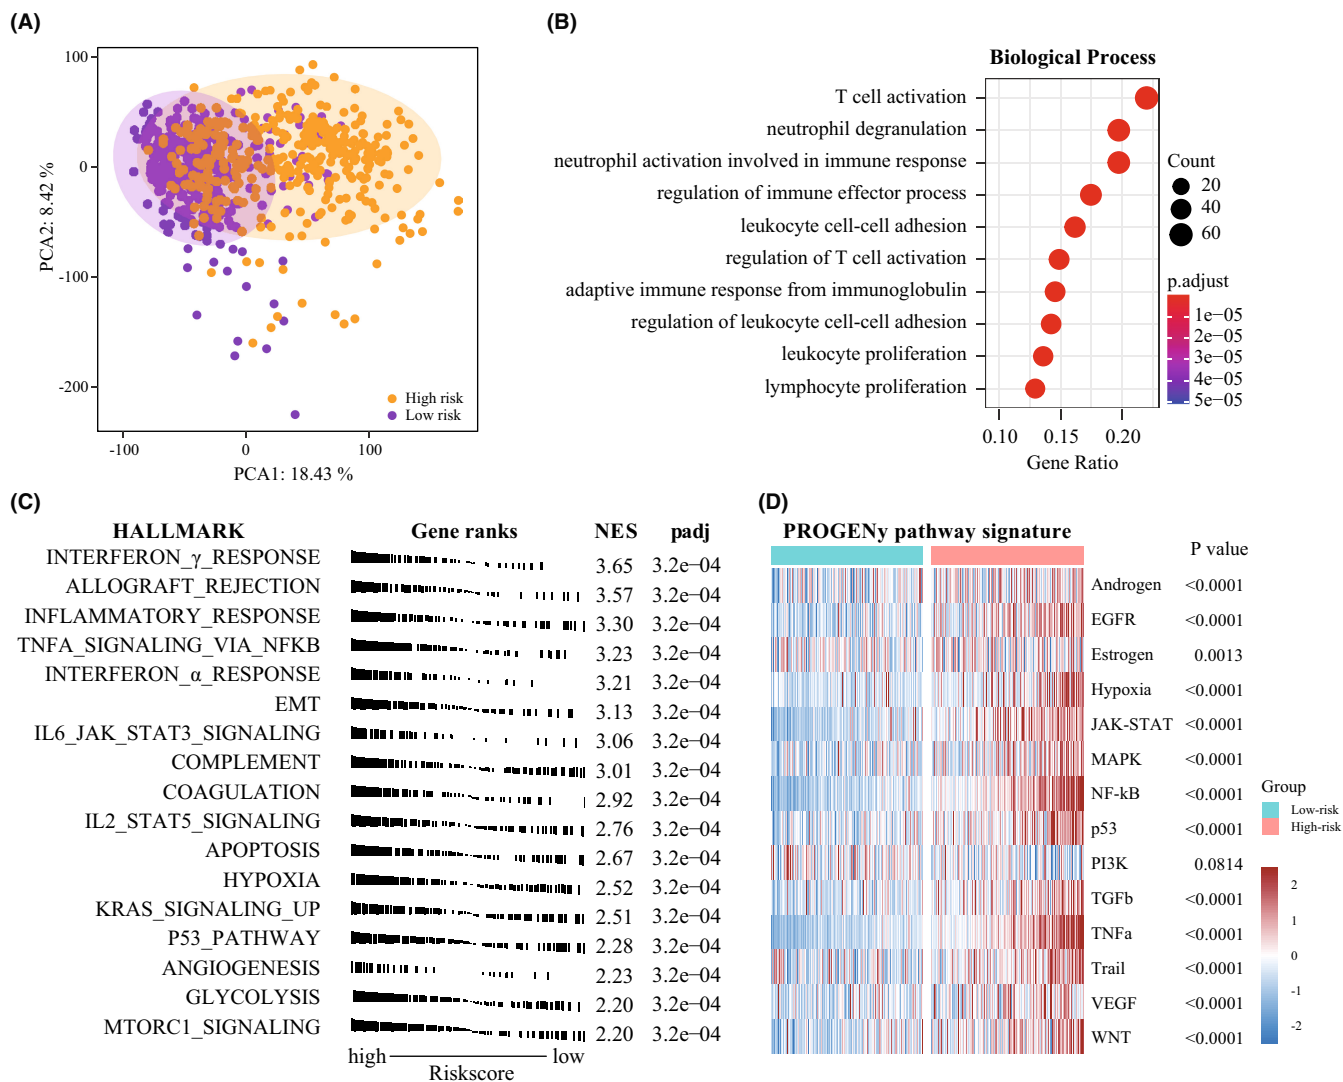 (A)
100
0
-100
-200
PCA2: 8.42 %
High risk
Low risk
-100
0
100
PCA1: 18.43 %
(B)
Biological Process
T cell activation
neutrophil degranulation
neutrophil activation involved in immune response
regulation of immune effector process
leukocyte cell-cell adhesion
regulation of T cell activation
adaptive immune response from immunoglobulin
regulation of leukocyte cell-cell adhesion
leukocyte proliferation
lymphocyte proliferation
0.10 0.15 0.20
Gene Ratio
Count
20
40
60
p.adjust
1e−05
2e−05
3e−05
4e−05
5e−05
(C)
HALLMARK Gene ranks NES padj
INTERFERON_γ_RESPONSE 3.65 3.2e−04
ALLOGRAFT_REJECTION 3.57 3.2e−04
INFLAMMATORY_RESPONSE 3.30 3.2e−04
TNFA_SIGNALING_VIA_NFKB 3.23 3.2e−04
INTERFERON_α_RESPONSE 3.21 3.2e−04
EMT 3.13 3.2e−04
IL6_JAK_STAT3_SIGNALING 3.06 3.2e−04
COMPLEMENT 3.01 3.2e−04
COAGULATION 2.92 3.2e−04
IL2_STAT5_SIGNALING 2.76 3.2e−04
APOPTOSIS 2.67 3.2e−04
HYPOXIA 2.52 3.2e−04
KRAS_SIGNALING_UP 2.51 3.2e−04
P53_PATHWAY 2.28 3.2e−04
ANGIOGENESIS 2.23 3.2e−04
GLYCOLYSIS 2.20 3.2e−04
MTORC1_SIGNALING 2.20 3.2e−04
high low
Riskscore
(D)
PROGENy pathway signature
P value
Androgen <0.0001
EGFR <0.0001
Estrogen 0.0013
Hypoxia <0.0001
JAK-STAT <0.0001
MAPK <0.0001
NF-kB <0.0001
p53 <0.0001
PI3K 0.0814
TGFb <0.0001
TNFa <0.0001
Trail <0.0001
VEGF <0.0001
WNT <0.0001
Group
Low-risk
High-risk
2
1
0
-1
-2